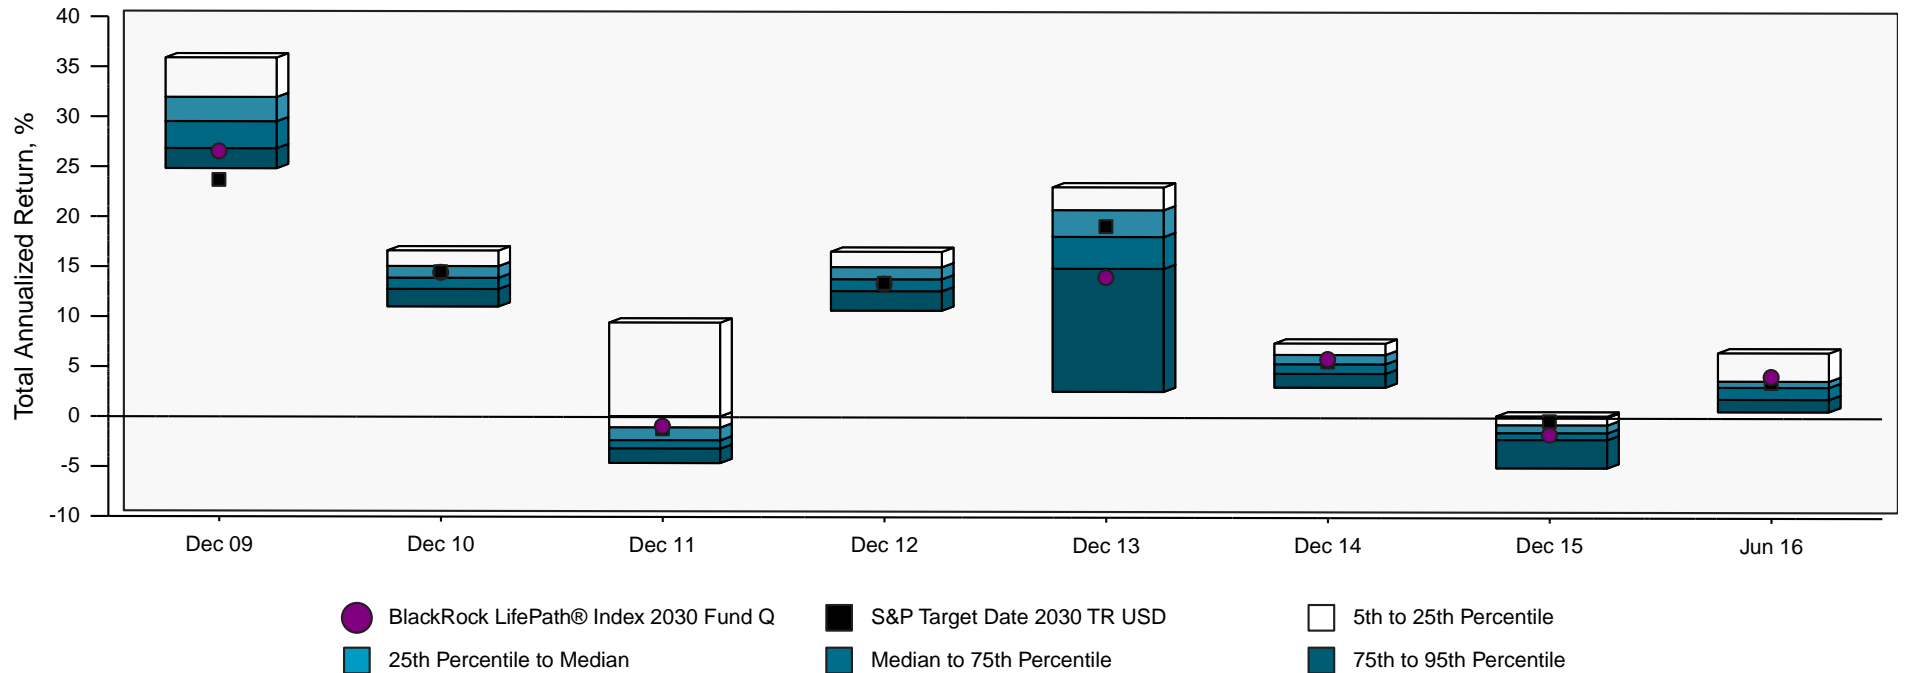 Total Annualized Return, %
40
35
30
25
20
15
10
5
0
-5
-10
Dec 09 Dec 10 Dec 11 Dec 12 Dec 13 Dec 14 Dec 15 Jun 16
BlackRock LifePath® Index 2030 Fund Q S&P Target Date 2030 TR USD 5th to 25th Percentile
25th Percentile to Median Median to 75th Percentile 75th to 95th Percentile